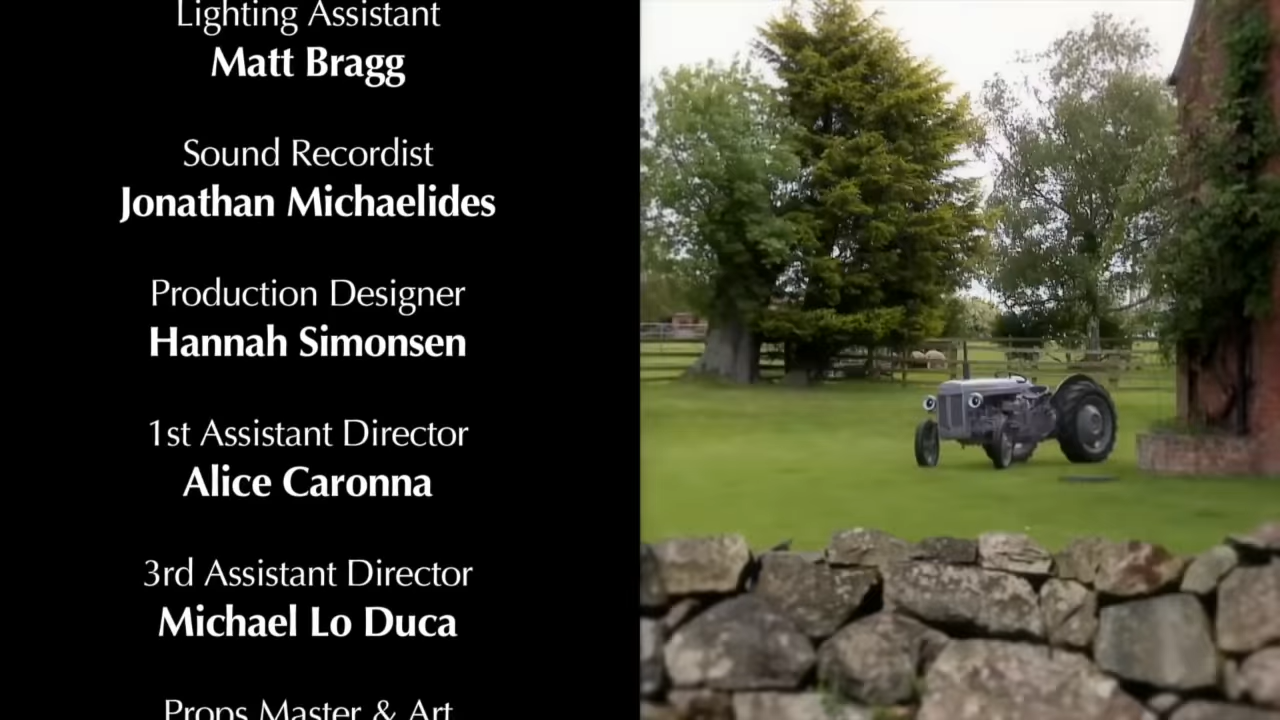 Lighting Assistant
Matt Bragg
Sound Recordist
Jonathan Michaelides
Production Designer
Hannah Simonsen
1st Assistant Director
Alice Caronna
3rd Assistant Director
Michael Lo Duca
Props Master & Art